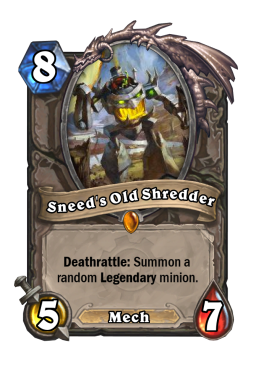 8
Sneed's Old Shredder
Deathrattle: Summon a
random Legendary minion.
5
Mech
7